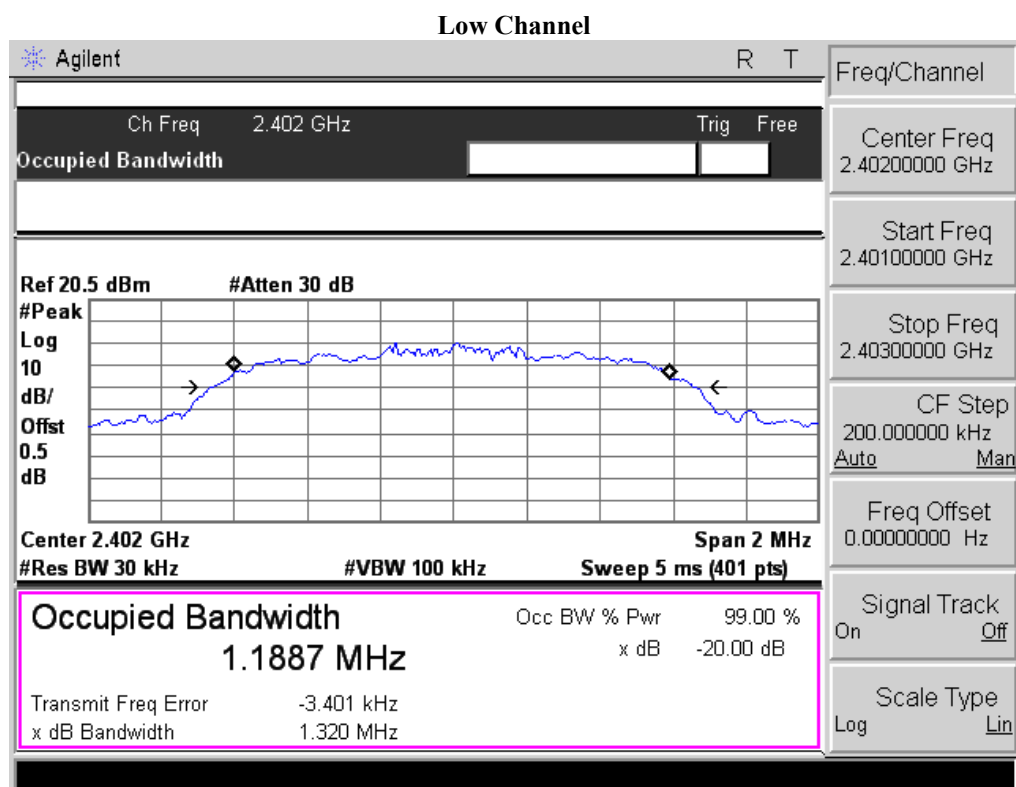 Low Channel
Agilent R T
Freq/Channel
Ch Freq 2.402 GHz Trig Free
Occupied Bandwidth
Center Freq
2.40200000 GHz
Start Freq
2.40100000 GHz
Stop Freq
2.40300000 GHz
CF Step
200.000000 kHz
Auto Man
Freq Offset
0.00000000 Hz
Signal Track
On Off
Scale Type
Log Lin
Ref 20.5 dBm #Atten 30 dB
#Peak
Log
10
dB/
Offst
0.5
dB
Center 2.402 GHz Span 2 MHz
#Res BW 30 kHz #VBW 100 kHz Sweep 5 ms (401 pts)
Occupied Bandwidth Occ BW % Pwr 99.00 %
1.1887 MHz x dB -20.00 dB
Transmit Freq Error -3.401 kHz
x dB Bandwidth 1.320 MHz